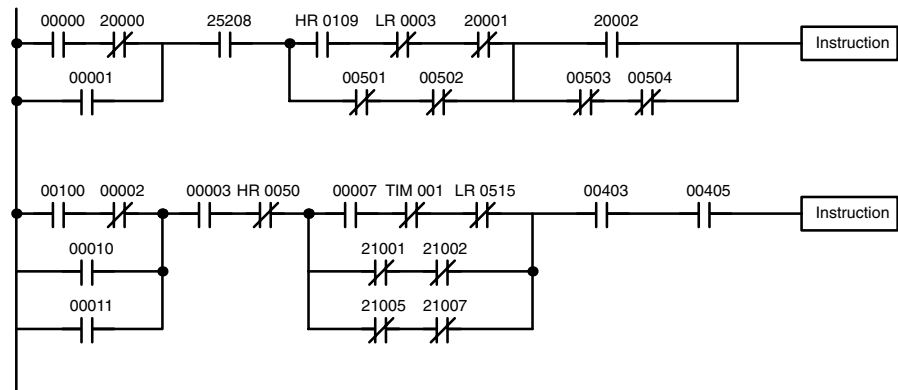 00000 20000 25208 HR 0109 LR 0003 20001 20002
Instruction
00001 00501 00502 00503 00504
00100 00002 00003 HR 0050 00007 TIM 001 LR 0515 00403 00405
Instruction
00010 21001 21002
00011 21005 21007